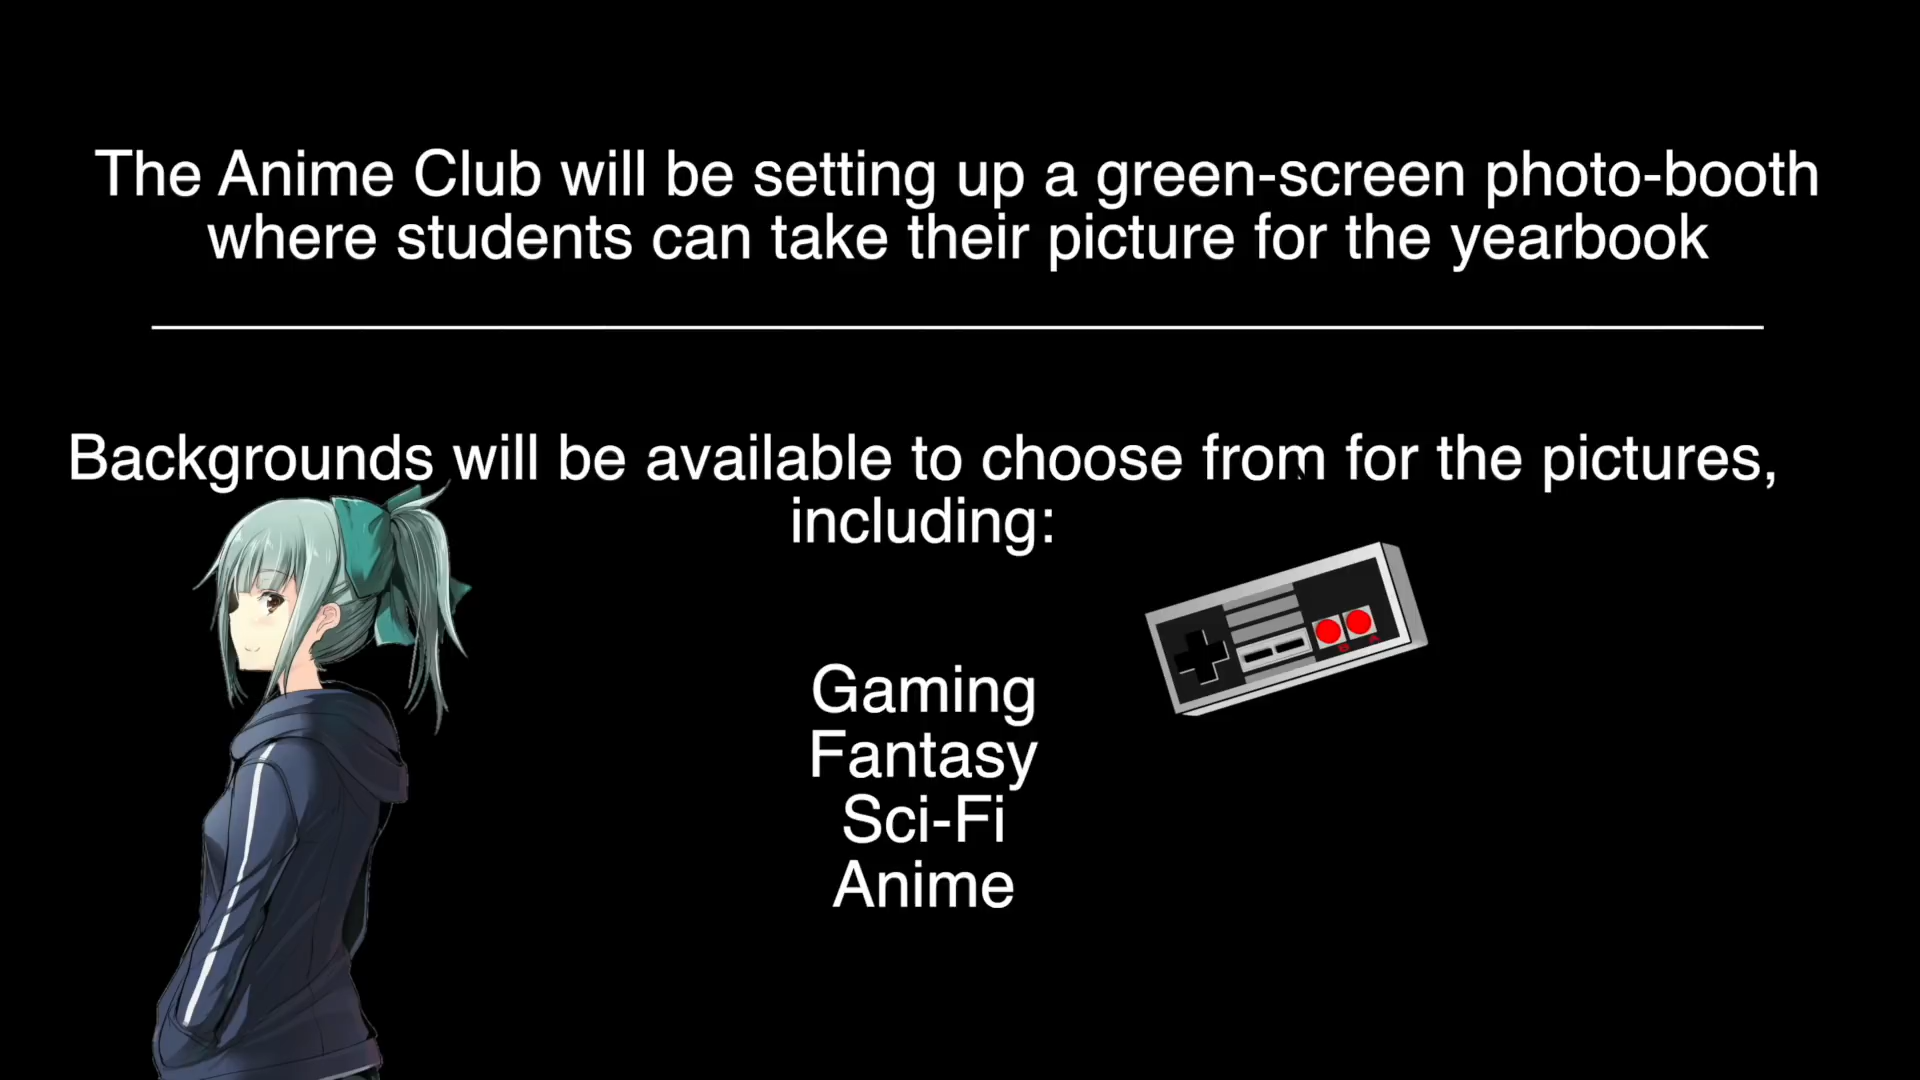 The Anime Club will be setting up a green-screen photo-booth
where students can take their picture for the yearbook
Backgrounds will be available to choose from for the pictures,
including:
Gaming
Fantasy
Sci-Fi
Anime
B A